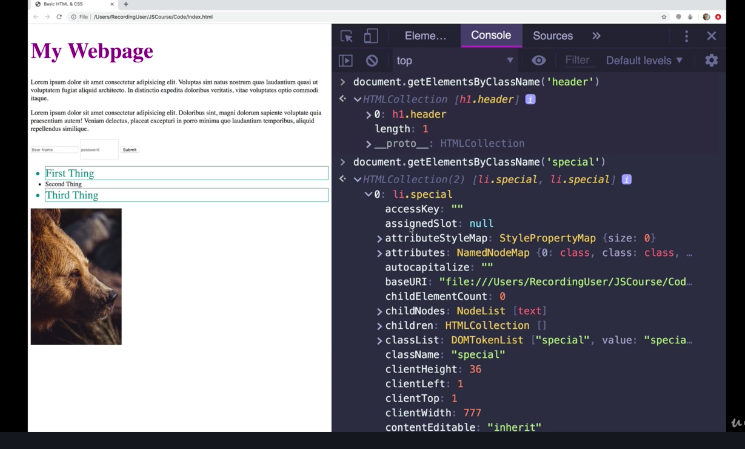 Basic HTML & CSS
File | /Users/RecordingUser/JSCourse/Code/index.html
My Webpage
Lorem ipsum dolor sit amet consectetur adipisicing elit. Voluptas sint natus nostrum quas laudantium quasi ut
voluptatem fugiat aliquid architecto. In distinctio expedita doloribus veritatis, vitae voluptates optio commodi
itaque.
Lorem ipsum dolor sit amet consectetur adipisicing elit. Doloribus sint, magni dolorum sapiente voluptate quia
praesentium autem! Veniam delectus, placeat excepturi in porro minima quo laudantium temporibus, aliquid
repellendus similique.
User Name password Submit
First Thing
Second Thing
Third Thing
Eleme… Console Sources »
top Filter Default levels ▼
> document.getElementsByClassName('header')
HTMLCollection [h1.header]
0: h1.header
length: 1
__proto__: HTMLCollection
> document.getElementsByClassName('special')
HTMLCollection(2) [li.special, li.special]
0: li.special
accessKey: ""
assignedSlot: null
attributeStyleMap: StylePropertyMap {size: 0}
attributes: NamedNodeMap {0: class, class: class, …
autocapitalize: ""
baseURI: "file:///Users/RecordingUser/JSCourse/Cod…
childElementCount: 0
childNodes: NodeList [text]
children: HTMLCollection []
classList: DOMTokenList ["special", value: "specia…
className: "special"
clientHeight: 36
clientLeft: 1
clientTop: 1
clientWidth: 777
contentEditable: "inherit"